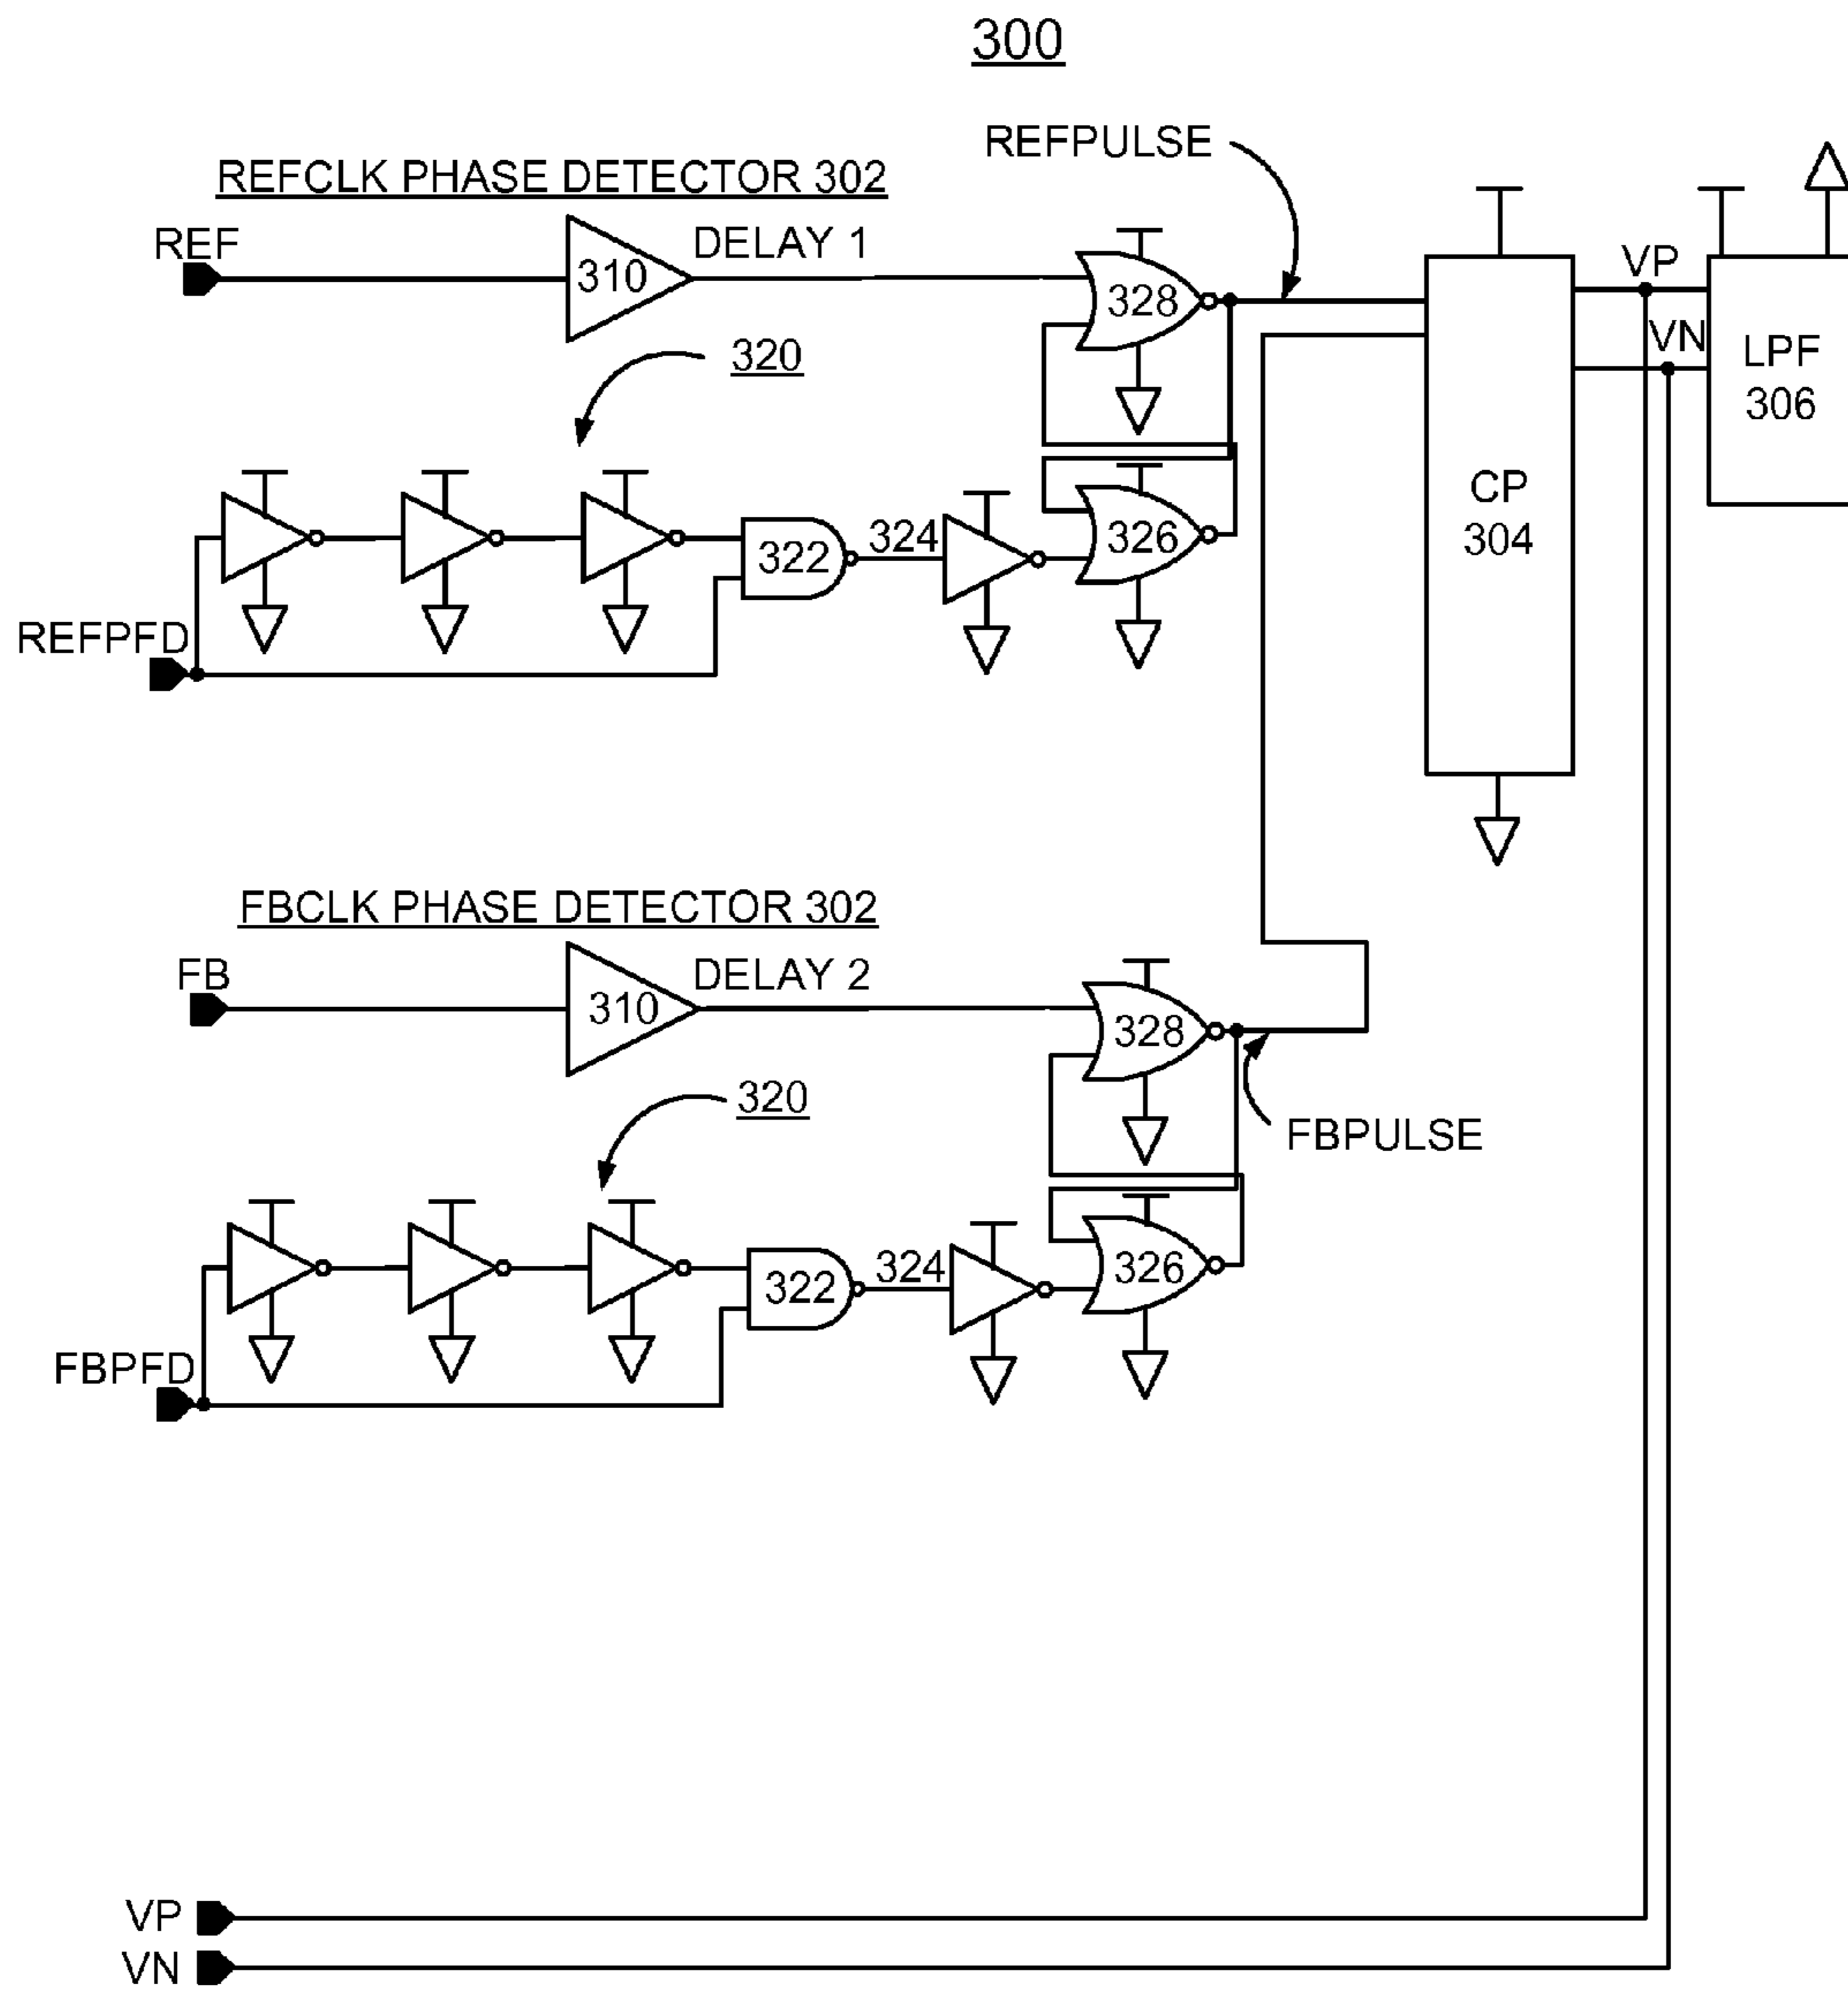 300
REFPULSE
REFCLK PHASE DETECTOR 302
REF
310
DELAY 1
328
VP
VN
LPF
306
320
CP
304
322
324
326
REFPFD
FBCLK PHASE DETECTOR 302
FB
310
DELAY 2
328
320
FBPULSE
322
324
326
FBPFD
VP
VN